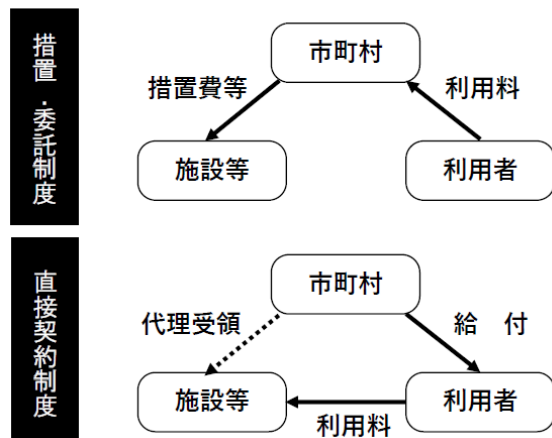 措置・委託制度
市町村
措置費等
利用料
施設等
利用者
直接契約制度
市町村
代理受領
給　付
施設等
利用者
利用料